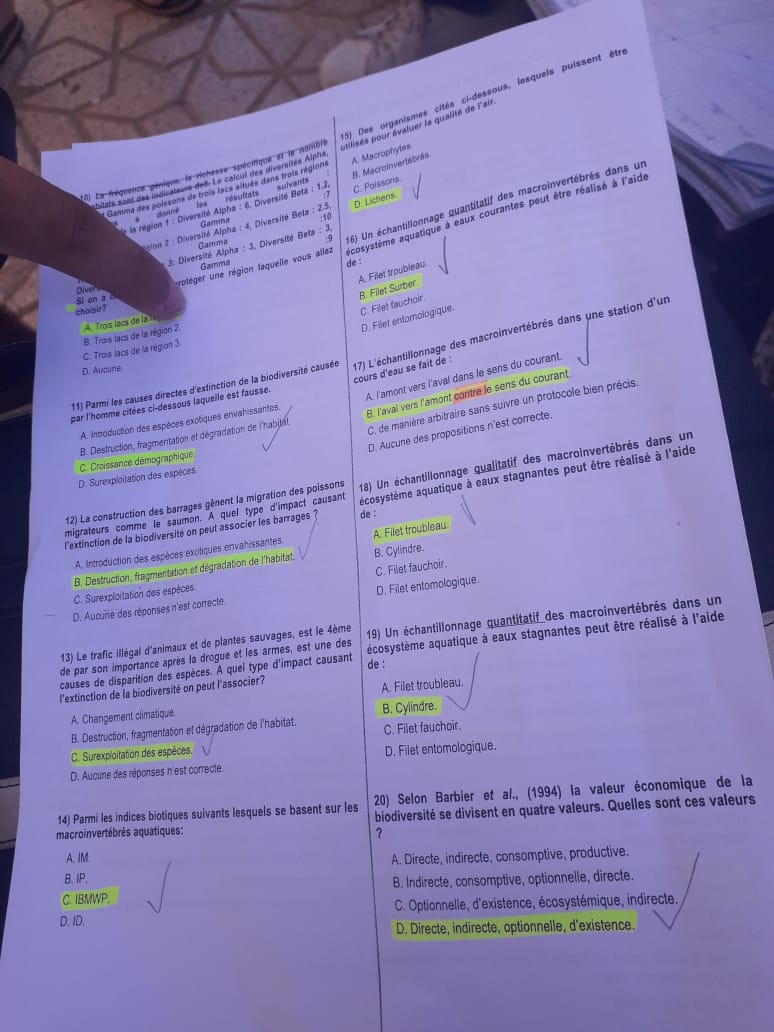 10) La fréquence génique, la richesse spécifique et le nombre
habitats sont des indicateurs de: Le calcul des diversités Alpha,
Gamma des poissons de trois lacs situés dans trois régions
a donné les résultats suivants :
la région 1 : Diversité Alpha : 6, Diversité Beta : 1,2,
Gamma :7
région 2 : Diversité Alpha : 4, Diversité Beta : 2,5,
Gamma :10
3: Diversité Alpha : 3, Diversité Beta : 3,
Gamma :9
Si on a protéger une région laquelle vous allez
choisir?
A. Trois lacs de la
B. Trois lacs de la région 2.
C. Trois lacs de la région 3.
D. Aucune.
11) Parmi les causes directes d'extinction de la biodiversité causée
par l'homme citées ci-dessous laquelle est fausse.
A. Introduction des espèces exotiques envahissantes.
B. Destruction, fragmentation et dégradation de l'habitat.
C. Croissance démographique.
D. Surexploitation des espèces.
12) La construction des barrages gênent la migration des poissons
migrateurs comme le saumon. A quel type d'impact causant
l'extinction de la biodiversité on peut associer les barrages ?
A. Introduction des espèces exotiques envahissantes.
B. Destruction, fragmentation et dégradation de l'habitat.
C. Surexploitation des espèces.
D. Aucune des réponses n'est correcte.
13) Le trafic illégal d'animaux et de plantes sauvages, est le 4ème
de par son importance après la drogue et les armes, est une des
causes de disparition des espèces. A quel type d'impact causant
l'extinction de la biodiversité on peut l'associer?
A. Changement climatique.
B. Destruction, fragmentation et dégradation de l'habitat.
C. Surexploitation des espèces.
D. Aucune des réponses n'est correcte.
14) Parmi les indices biotiques suivants lesquels se basent sur les
macroinvertébrés aquatiques:
A. IM.
B. IP.
C. IBMWP.
D. ID.
15) Des organismes cités ci-dessous, lesquels puissent être
utilisés pour évaluer la qualité de l'air.
A. Macrophytes.
B. Macroinvertébrés.
C. Poissons.
D. Lichens.
16) Un échantillonnage quantitatif des macroinvertébrés dans un
écosystème aquatique à eaux courantes peut être réalisé à l'aide
de :
A. Filet troubleau.
B. Filet Surber.
C. Filet fauchoir.
D. Filet entomologique.
17) L'échantillonnage des macroinvertébrés dans une station d'un
cours d'eau se fait de :
A. l'amont vers l'aval dans le sens du courant.
B. l'aval vers l'amont contre le sens du courant.
C. de manière arbitraire sans suivre un protocole bien précis.
D. Aucune des propositions n'est correcte.
18) Un échantillonnage qualitatif des macroinvertébrés dans un
écosystème aquatique à eaux stagnantes peut être réalisé à l'aide
de :
A. Filet troubleau.
B. Cylindre.
C. Filet fauchoir.
D. Filet entomologique.
19) Un échantillonnage quantitatif des macroinvertébrés dans un
écosystème aquatique à eaux stagnantes peut être réalisé à l'aide
de :
A. Filet troubleau.
B. Cylindre.
C. Filet fauchoir.
D. Filet entomologique.
20) Selon Barbier et al., (1994) la valeur économique de la
biodiversité se divisent en quatre valeurs. Quelles sont ces valeurs
?
A. Directe, indirecte, consomptive, productive.
B. Indirecte, consomptive, optionnelle, directe.
C. Optionnelle, d'existence, écosystémique, indirecte.
D. Directe, indirecte, optionnelle, d'existence.